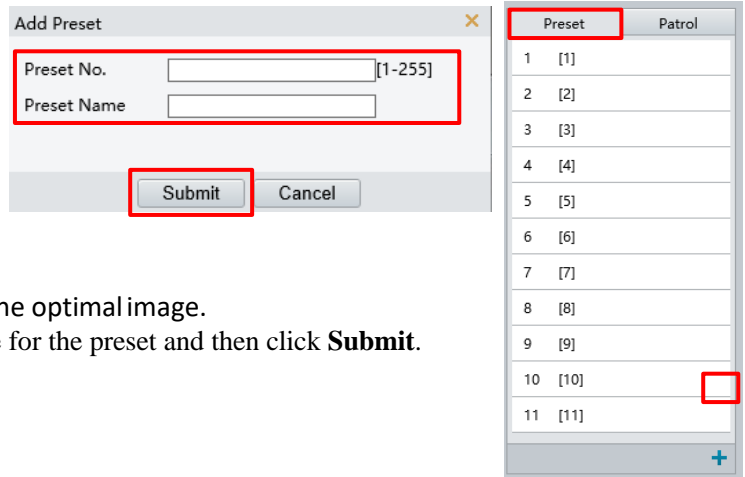 Add Preset
Preset No. [1-255]
Preset Name
Submit Cancel
optimal image.
for the preset and then click Submit.
Preset Patrol
1 [1]
2 [2]
3 [3]
4 [4]
5 [5]
6 [6]
7 [7]
8 [8]
9 [9]
10 [10]
11 [11]